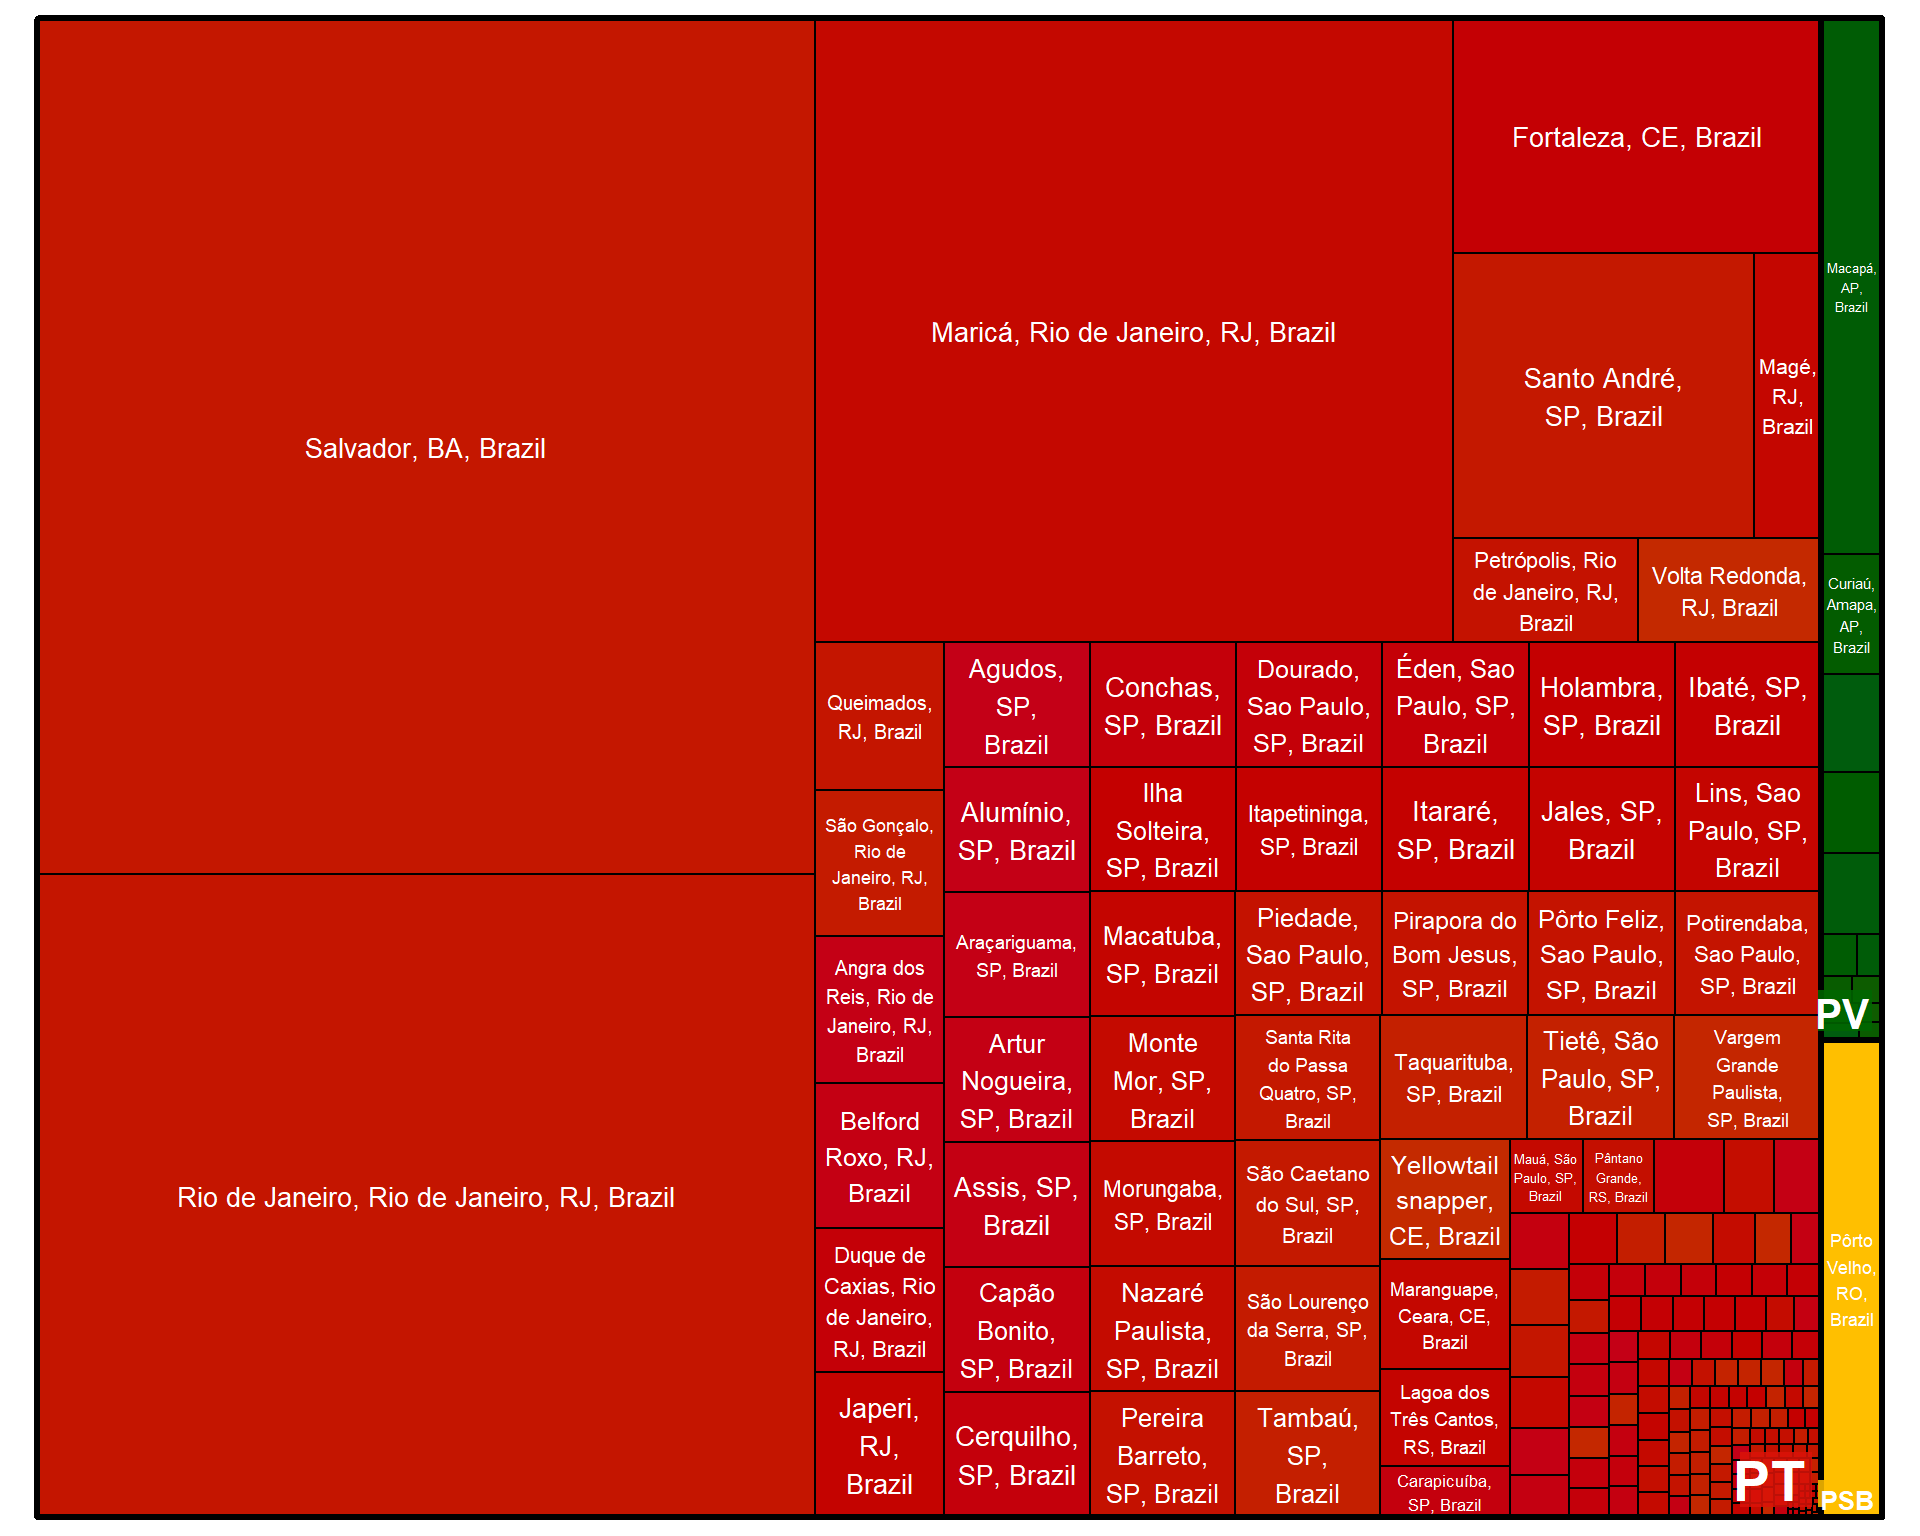 Salvador, BA, Brazil
Rio de Janeiro, Rio de Janeiro, RJ, Brazil
Maricá, Rio de Janeiro, RJ, Brazil
Fortaleza, CE, Brazil
Santo André,
SP, Brazil
Magé,
RJ,
Brazil
Petrópolis, Rio
de Janeiro, RJ,
Brazil
Volta Redonda,
RJ, Brazil
Queimados,
RJ, Brazil
São Gonçalo,
Rio de
Janeiro, RJ,
Brazil
Angra dos
Reis, Rio de
Janeiro, RJ,
Brazil
Belford
Roxo, RJ,
Brazil
Duque de
Caxias, Rio
de Janeiro,
RJ, Brazil
Japeri,
RJ,
Brazil
Agudos,
SP,
Brazil
Alumínio,
SP, Brazil
Araçariguama,
SP, Brazil
Artur
Nogueira,
SP, Brazil
Assis, SP,
Brazil
Capão
Bonito,
SP, Brazil
Cerquilho,
SP, Brazil
Conchas,
SP, Brazil
Ilha
Solteira,
SP, Brazil
Macatuba,
SP, Brazil
Monte
Mor, SP,
Brazil
Morungaba,
SP, Brazil
Nazaré
Paulista,
SP, Brazil
Pereira
Barreto,
SP, Brazil
Dourado,
Sao Paulo,
SP, Brazil
Itapetininga,
SP, Brazil
Piedade,
Sao Paulo,
SP, Brazil
Santa Rita
do Passa
Quatro, SP,
Brazil
São Caetano
do Sul, SP,
Brazil
São Lourenço
da Serra, SP,
Brazil
Tambaú,
SP,
Brazil
Éden, Sao
Paulo, SP,
Brazil
Itararé,
SP, Brazil
Pirapora do
Bom Jesus,
SP, Brazil
Taquarituba,
SP, Brazil
Holambra,
SP, Brazil
Jales, SP,
Brazil
Pôrto Feliz,
Sao Paulo,
SP, Brazil
Tietê, São
Paulo, SP,
Brazil
Ibaté, SP,
Brazil
Lins, Sao
Paulo, SP,
Brazil
Potirendaba,
Sao Paulo,
SP, Brazil
Vargem
Grande
Paulista,
SP, Brazil
Yellowtail
snapper,
CE, Brazil
Maranguape,
Ceara, CE,
Brazil
Lagoa dos
Três Cantos,
RS, Brazil
Carapicuíba,
SP, Brazil
Mauá, São
Paulo, SP,
Brazil
Pântano
Grande,
RS, Brazil
PT
Macapá,
AP,
Brazil
Curiaú,
Amapa,
AP,
Brazil
PV
Pôrto
Velho,
RO,
Brazil
PSB